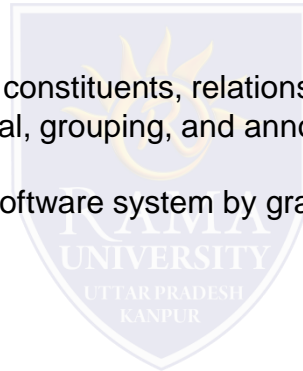 constituents, relations
al, grouping, and anno
oftware system by gra
RAMA
UNIVERSITY
UTTAR PRADESH
KANPUR